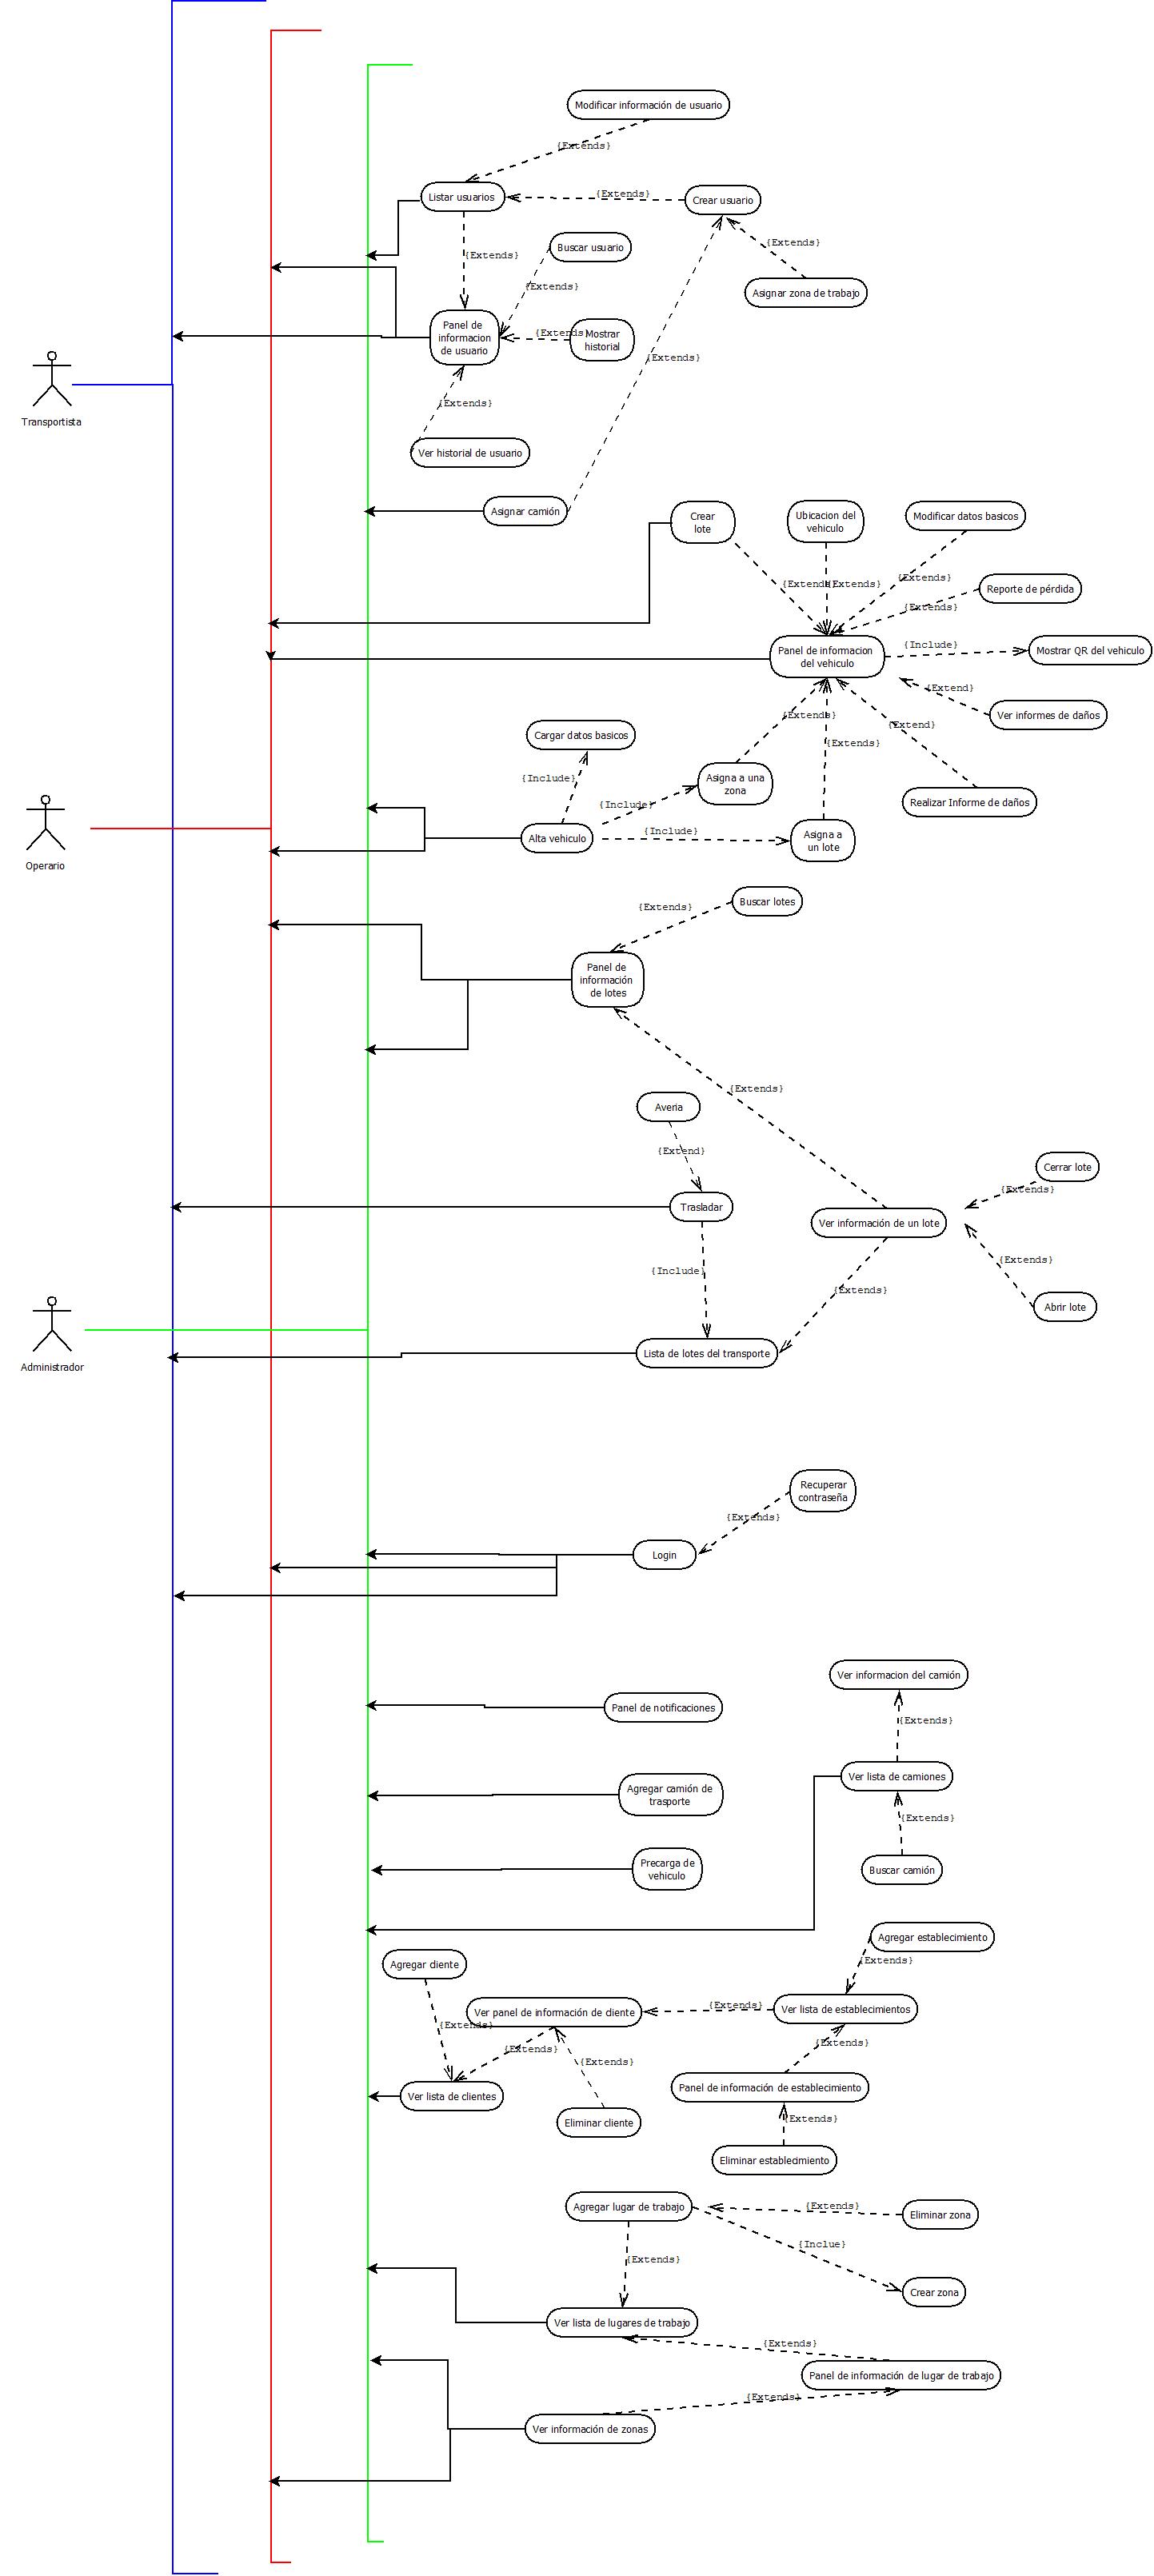 Modificar información de usuario
{Extends}
Listar usuarios
{Extends}
Crear usuario
{Extends}
Buscar usuario
{Extends}
{Extends}
Asignar zona de trabajo
Panel de
informacion
de usuario
{Extends
Mostrar
historial
{Extends}
{Extends}
Transportista
Ver historial de usuario
Asignar camión
Crear
lote
Ubicacion del
vehiculo
Modificar datos basicos
{Extends
{Extends}
{Extends}
Reporte de pérdida
{Extends}
Panel de informacion
del vehiculo
{Include}
Mostrar QR del vehiculo
{Extend}
Ver informes de daños
{Extends}
{Extend}
{Extends}
Cargar datos basicos
{Include}
Asigna a una
zona
{Include}
Realizar Informe de daños
Alta vehiculo
{Include}
Asigna a
un lote
Operario
Buscar lotes
{Extends}
Panel de
información
de lotes
{Extends}
Averia
{Extend}
Cerrar lote
{Extends}
Trasladar
Ver información de un lote
{Include}
{Extends}
{Extends}
Abrir lote
Lista de lotes del transporte
Administrador
Recuperar
contraseña
{Extends}
Login
Ver informacion del camión
Panel de notificaciones
{Extends}
Ver lista de camiones
Agregar camión de
trasporte
{Extends}
Precarga de
vehiculo
Buscar camión
Agregar establecimiento
{Extends}
Agregar cliente
Ver panel de información de cliente
{Extends}
Ver lista de establecimientos
{Extends}
{Extends}
{Extends}
{Extends}
Panel de información de establecimiento
Ver lista de clientes
Eliminar cliente
{Extends}
Eliminar establecimiento
Agregar lugar de trabajo
{Extends}
Eliminar zona
{Inclue}
{Extends}
Crear zona
Ver lista de lugares de trabajo
{Extends}
Panel de información de lugar de trabajo
{Extends}
Ver información de zonas